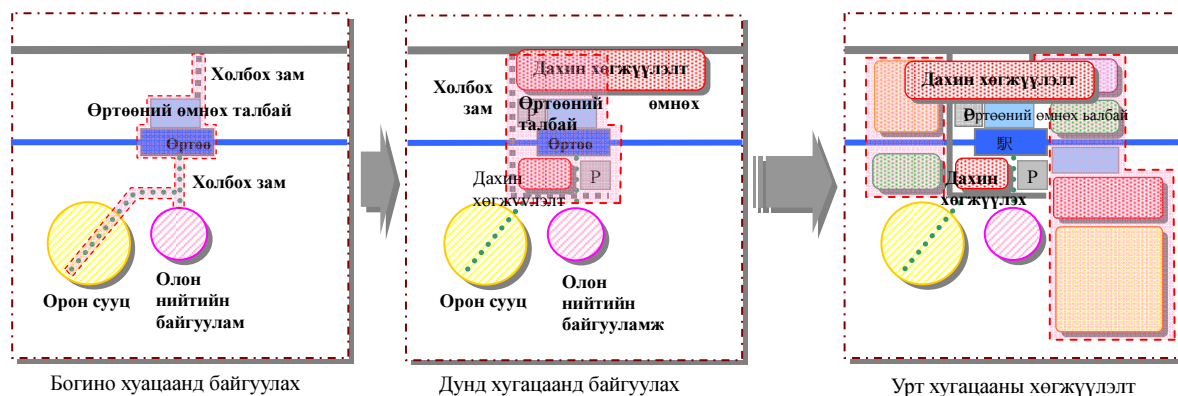 Холбох зам
Өртөөний өмнөх талбай
Өртөө
Холбох зам
Орон сууц
Олон
нийтийн
байгуулам
Богино хуацаанд байгуулах
Дахин хөгжүүлэлт
Холбох
зам
өмнөх
P
Өртөөний
талбай
Өртөө
Дахин
хөгжүүлэлт
P
Орон сууц
Олон
нийтийн
байгууламж
Дунд хугацаанд байгуулах
Дахин хөгжүүлэлт
P
Өртөөний өмнөх ьалбай
駅
Дахин
хөгжүүлэх
P
Урт хугацааны хөгжүүлэлт